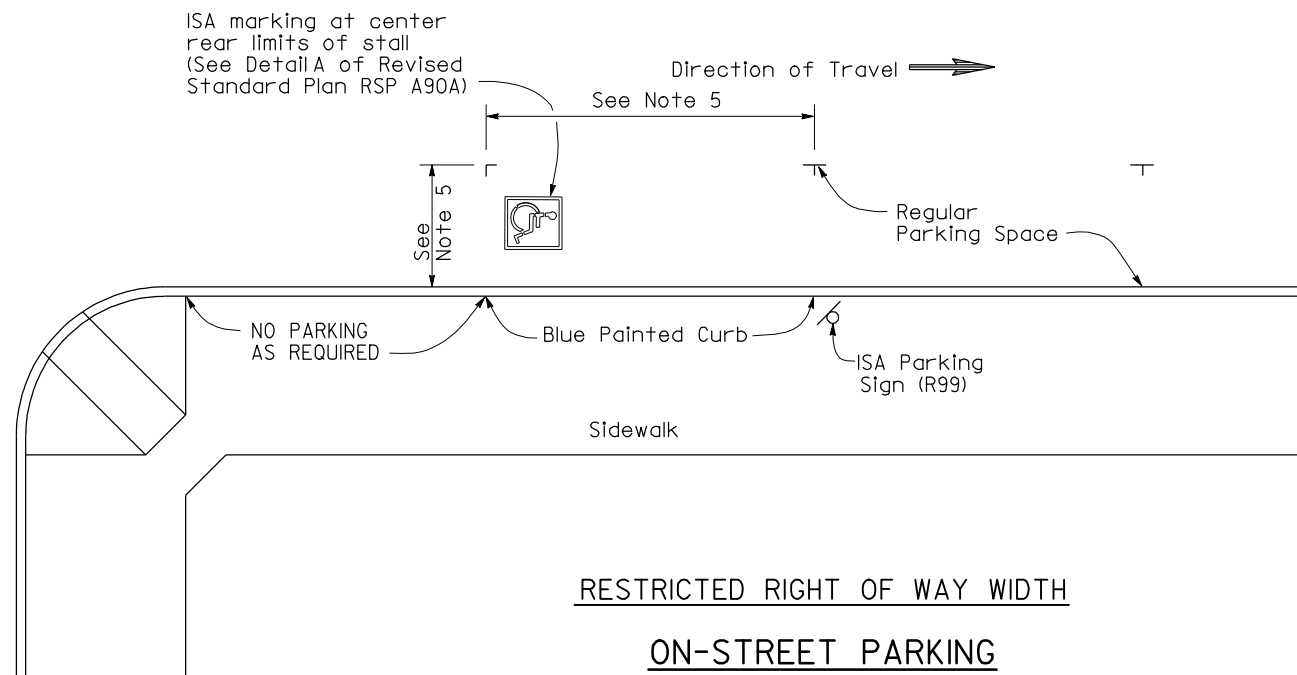 ISA marking at center
rear limits of stall
(See Detail A of Revised
Standard Plan RSP A90A)
Direction of Travel
See Note 5
See
Note 5
Regular
Parking Space
NO PARKING
AS REQUIRED
Blue Painted Curb
ISA Parking
Sign (R99)
Sidewalk
RESTRICTED RIGHT OF WAY WIDTH
ON-STREET PARKING